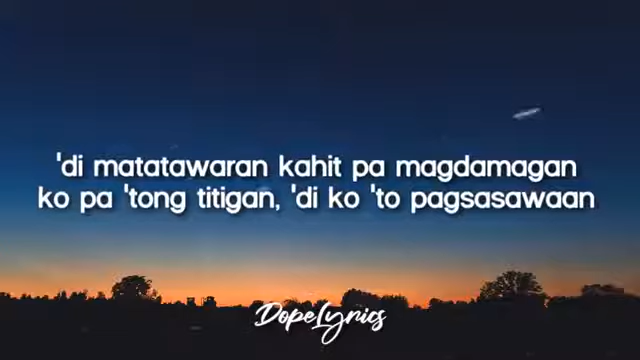 'di matatawaran kahit pa magdamagan
ko pa 'tong titigan, 'di ko 'to pagsasawaan
DopeLyrics